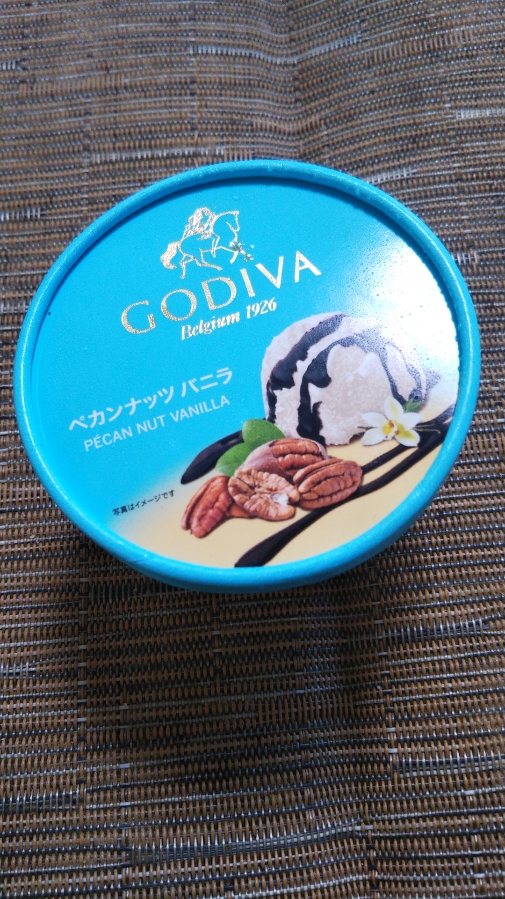 GODIVA
Belgium 1926
ペカンナッツ バニラ
PÉCAN NUT VANILLA
写真はイメージです